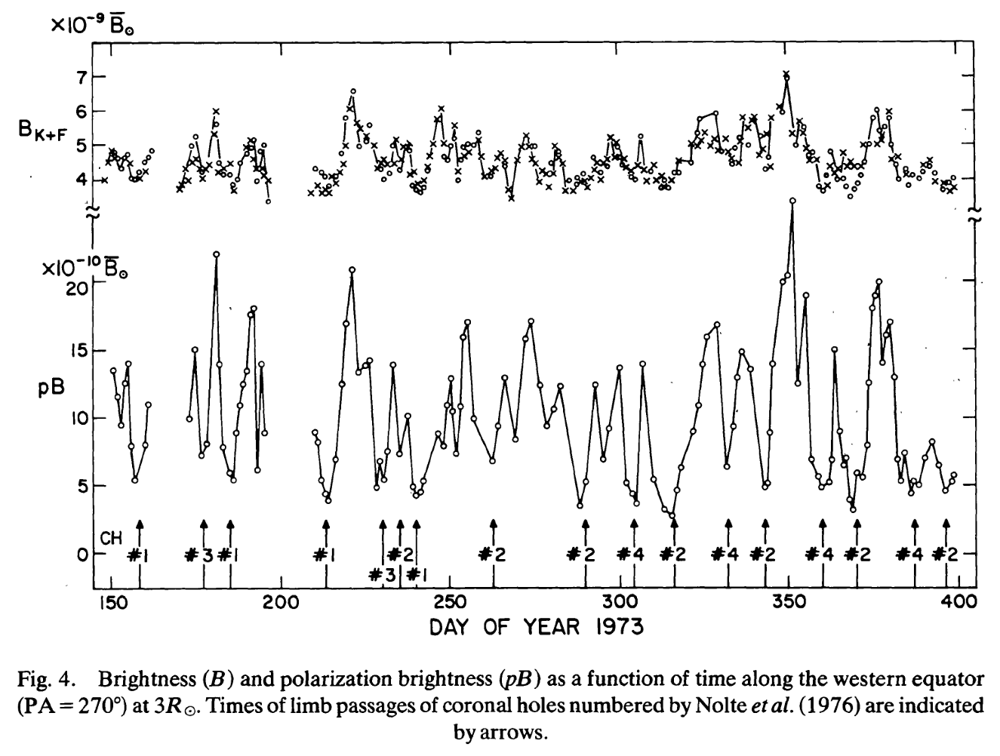 ×10⁻⁹ B̅⊙
7
6
B_K+F
5
4
×10⁻¹⁰ B̅⊙
20
15
pB
10
5
CH
0
#1 #3 #1 #1 #2 #2 #2 #4 #2 #4 #2 #4 #2 #4 #2
#3 #1
150 200 250 300 350 400
DAY OF YEAR 1973
Fig. 4. Brightness (B) and polarization brightness (pB) as a function of time along the western equator
(PA = 270°) at 3R⊙. Times of limb passages of coronal holes numbered by Nolte et al. (1976) are indicated
by arrows.